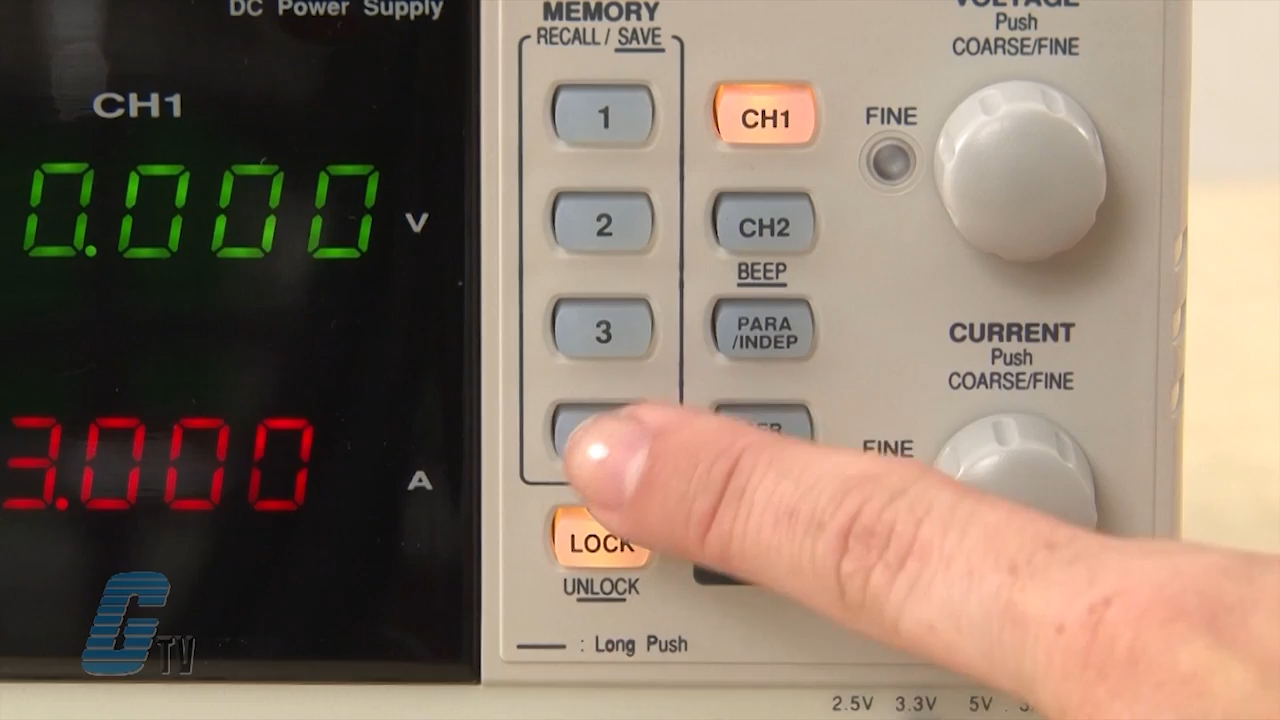 DC Power Supply
CH1
0.000 V
3.000 A
MEMORY
RECALL / SAVE
1
2
3
LOCK
UNLOCK
: Long Push
CH1
CH2
BEEP
PARA
/INDEP
VOLTAGE
Push
COARSE/FINE
FINE
CURRENT
Push
COARSE/FINE
FINE
2.5V 3.3V 5V
G TV